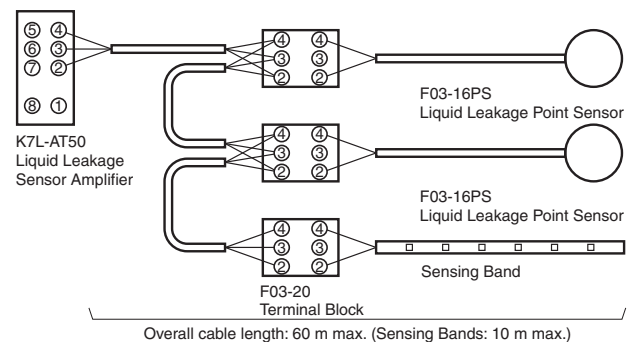 ⑤ ④
⑥ ③
⑦ ②
⑧ ①
K7L-AT50
Liquid Leakage
Sensor Amplifier
④ ④
③ ③
② ②
F03-16PS
Liquid Leakage Point Sensor
④ ④
③ ③
② ②
F03-16PS
Liquid Leakage Point Sensor
④ ④
③ ③
② ②
Sensing Band
F03-20
Terminal Block
Overall cable length: 60 m max. (Sensing Bands: 10 m max.)